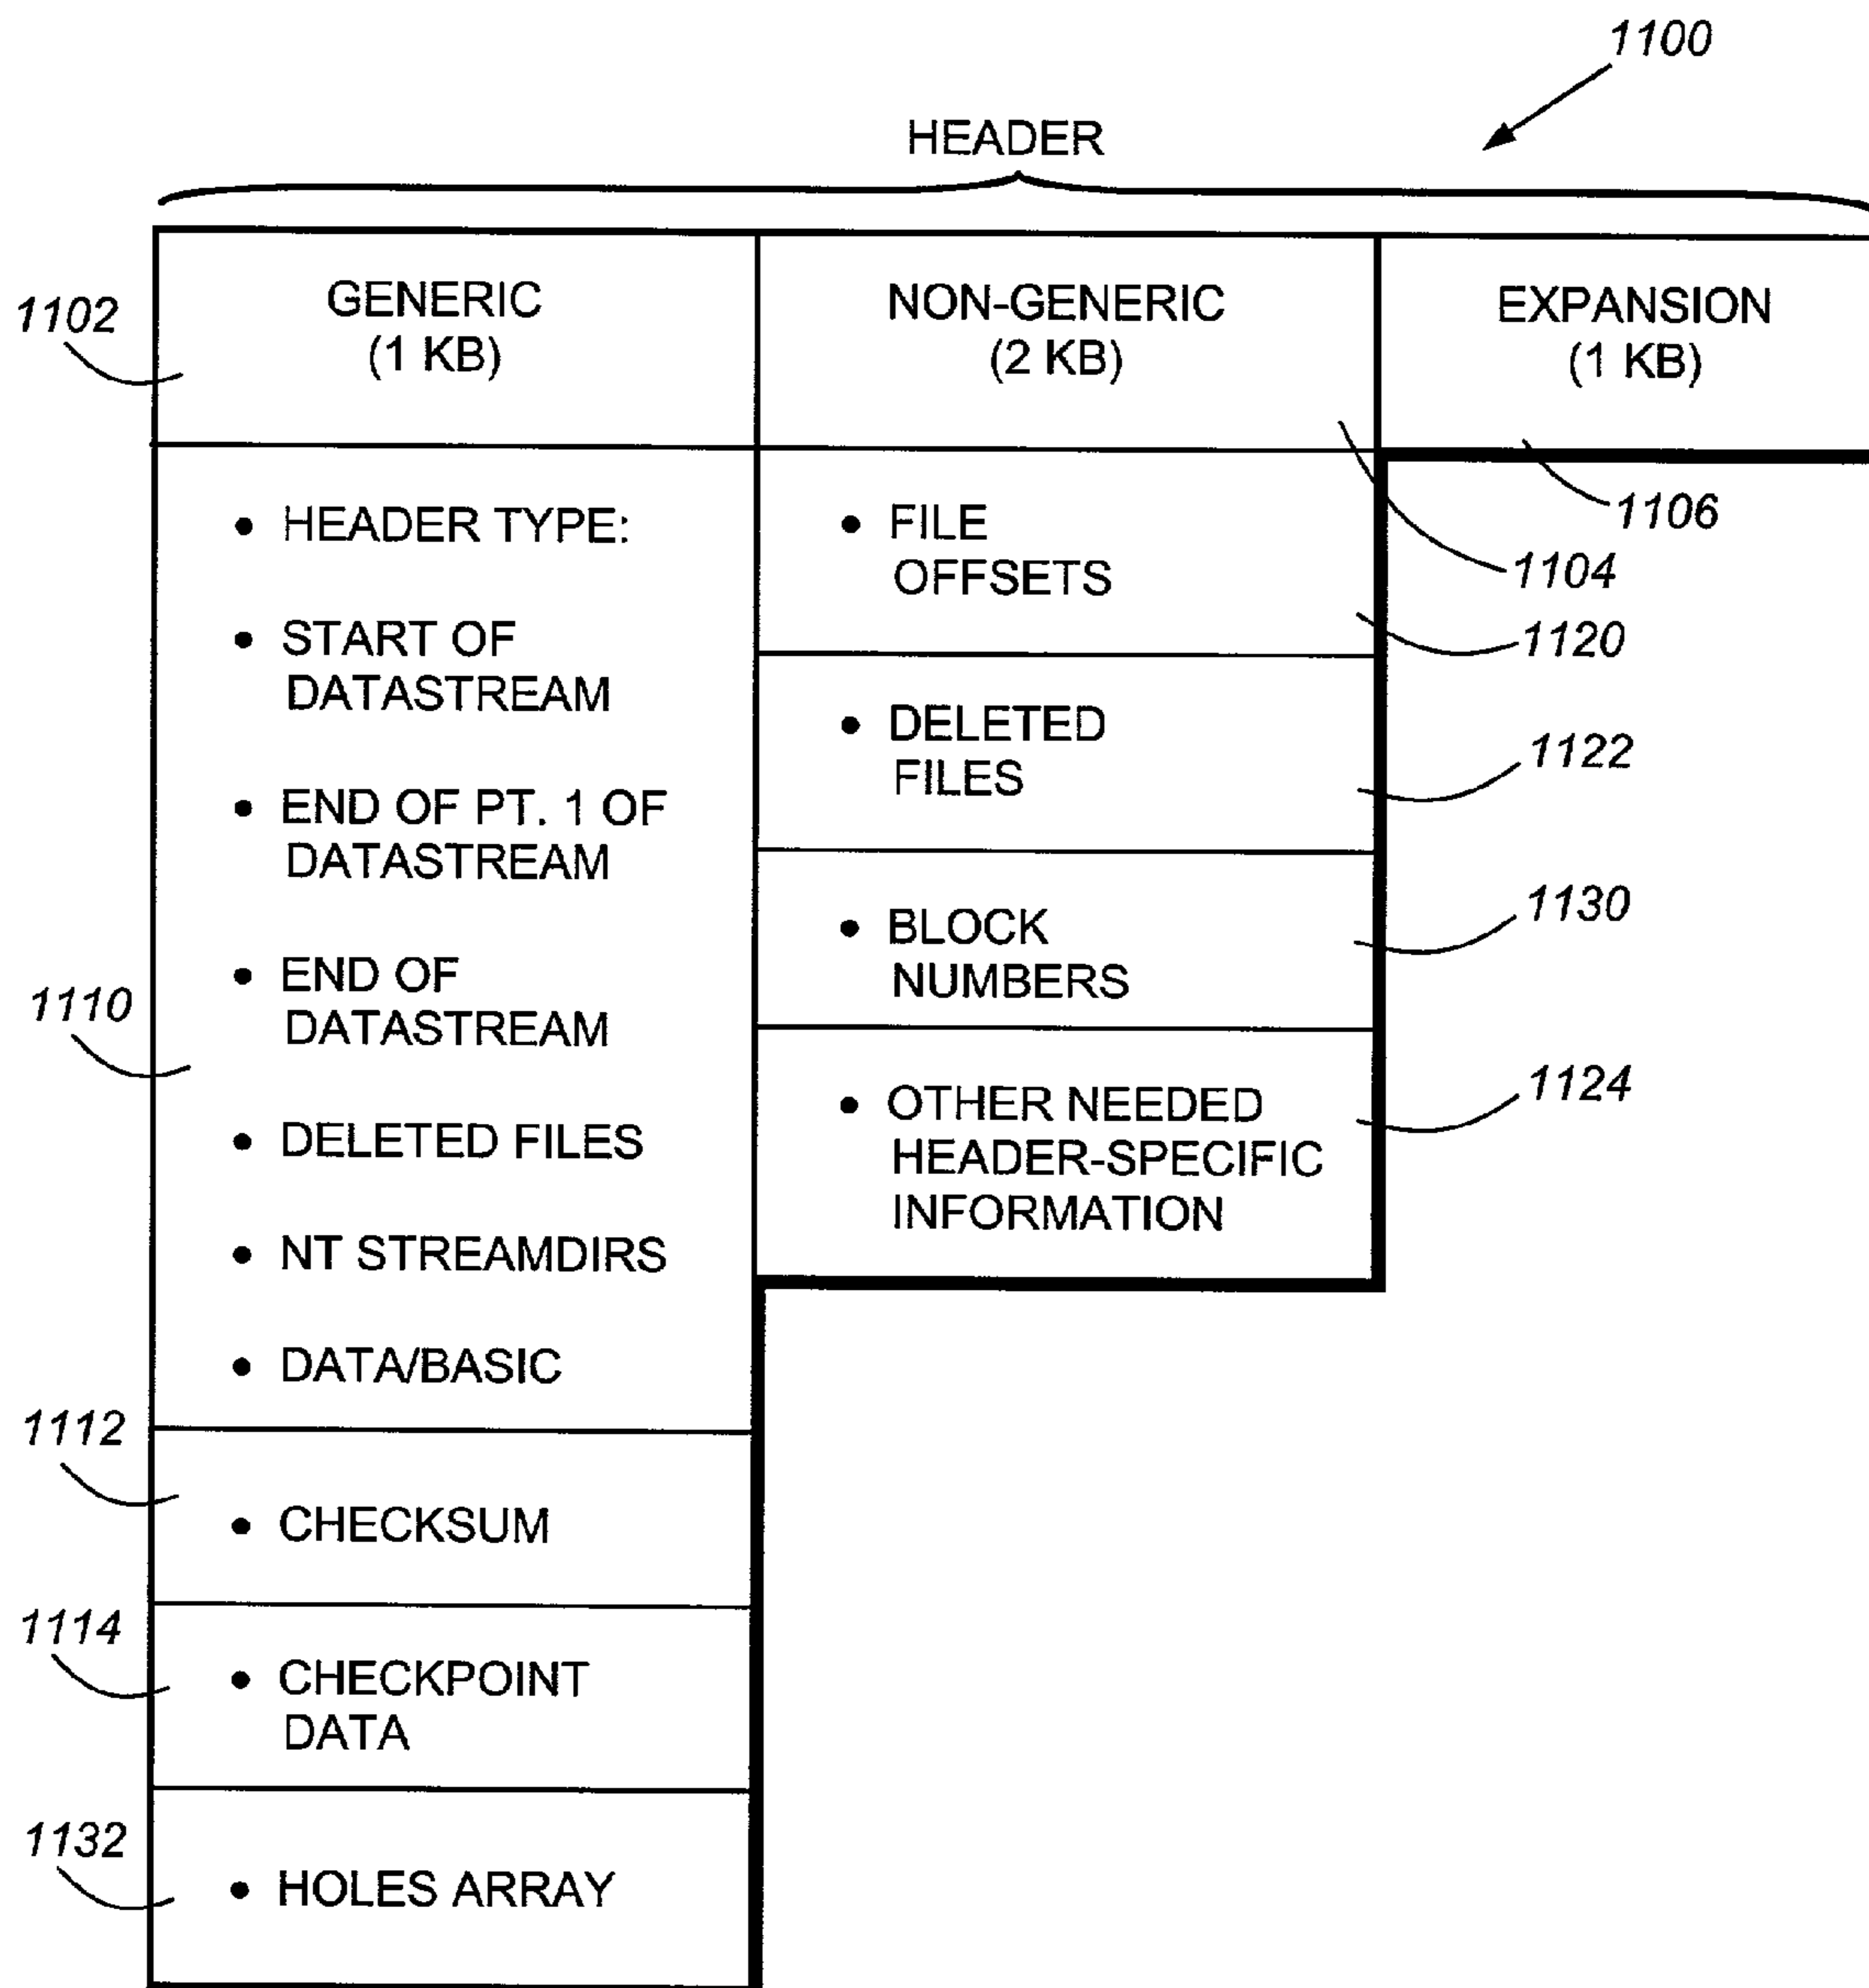 1100
HEADER
1102
GENERIC
(1 KB)
NON-GENERIC
(2 KB)
EXPANSION
(1 KB)
1106
1104
1110
• HEADER TYPE:
• START OF
DATASTREAM
• END OF PT. 1 OF
DATASTREAM
• END OF
DATASTREAM
• DELETED FILES
• NT STREAMDIRS
• DATA/BASIC
1112
• CHECKSUM
1114
• CHECKPOINT
DATA
1132
• HOLES ARRAY
• FILE
OFFSETS
1120
• DELETED
FILES
1122
• BLOCK
NUMBERS
1130
• OTHER NEEDED
HEADER-SPECIFIC
INFORMATION
1124